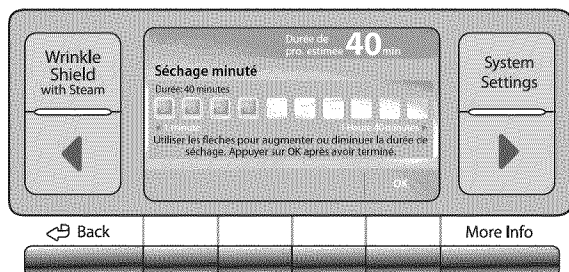 Wrinkle
Shield
with Steam
Durée de
pro. estimée 40 min
Séchage minuté
Durée: 40 minutes
Utiliser les flèches pour augmenter ou diminuer la durée de
séchage. Appuyer sur OK après avoir terminé.
OK
System
Settings
Back
More Info